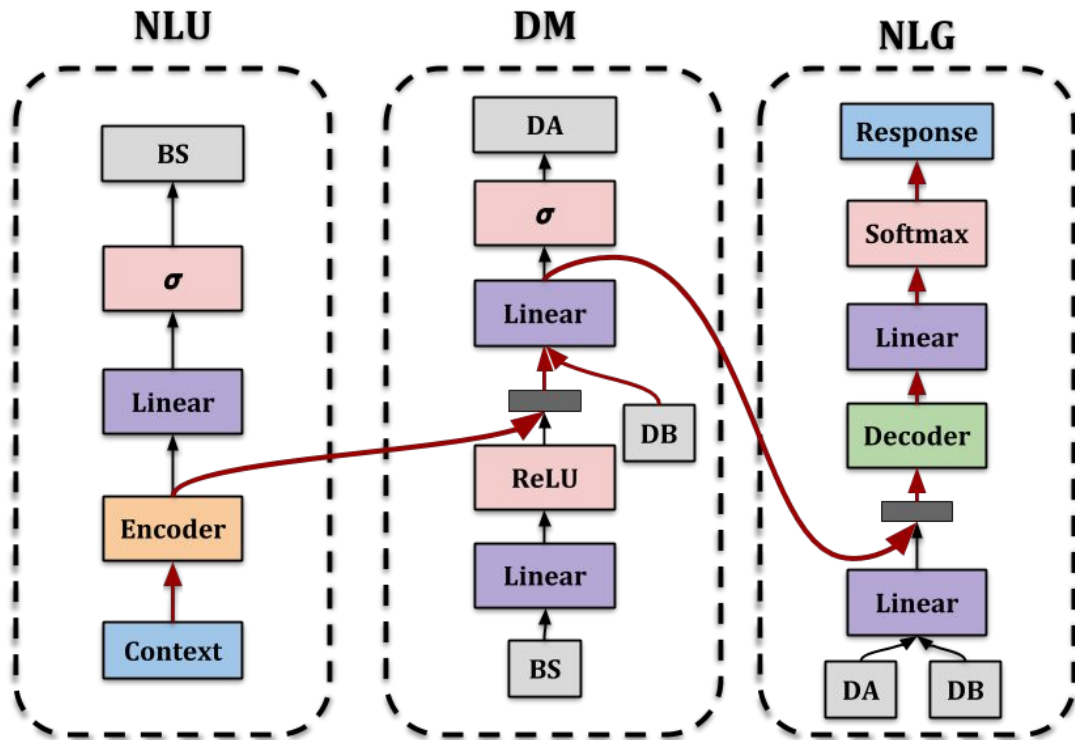 NLU
BS
σ
Linear
Encoder
Context
DM
DA
σ
Linear
DB
ReLU
Linear
BS
NLG
Response
Softmax
Linear
Decoder
Linear
DA
DB